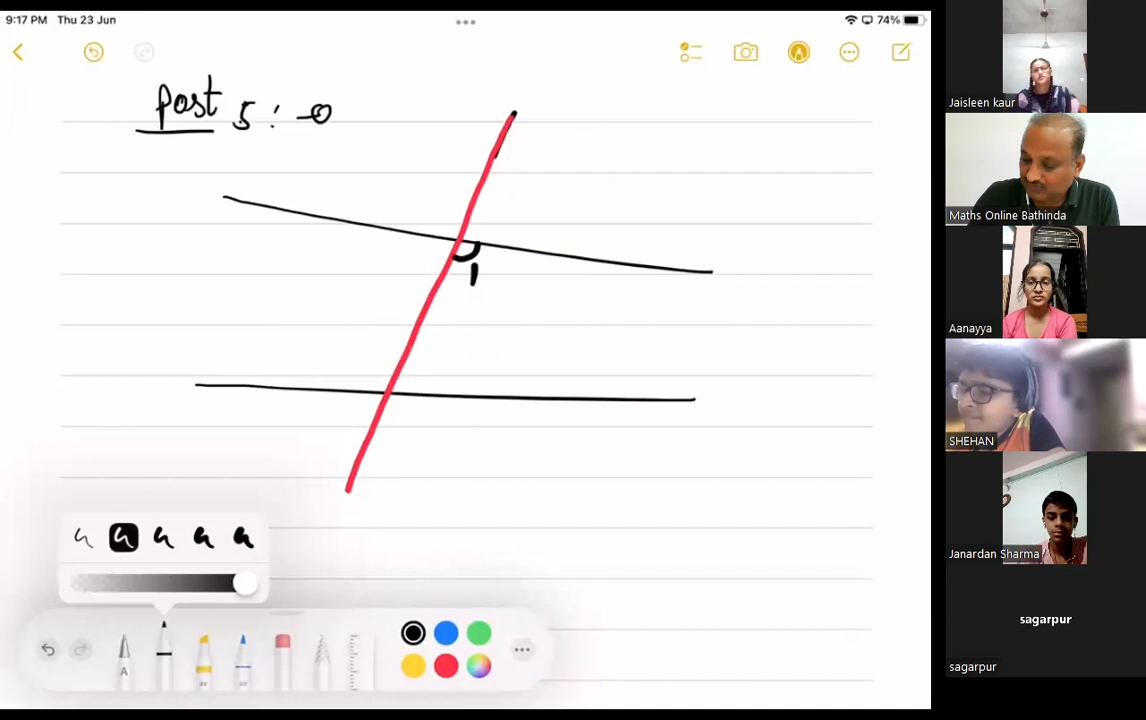 9:17 PM Thu 23 Jun
74%
Post 5 :-
1
A
Jaisleen kaur
Maths Online Bathinda
Aanayya
SHEHAN
Janardan Sharma
sagarpur
sagarpur